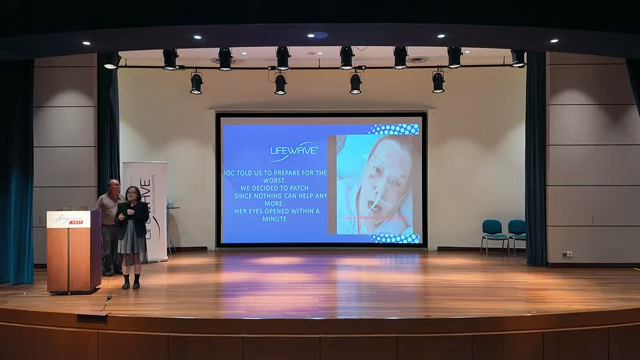 LIFEWAVE
DOC TOLD US TO PREPARE FOR THE
WORST.
WE DECIDED TO PATCH
SINCE NOTHING CAN HELP ANY
MORE.
HER EYES OPENED WITHIN A
MINUTE
LIFEWAVE